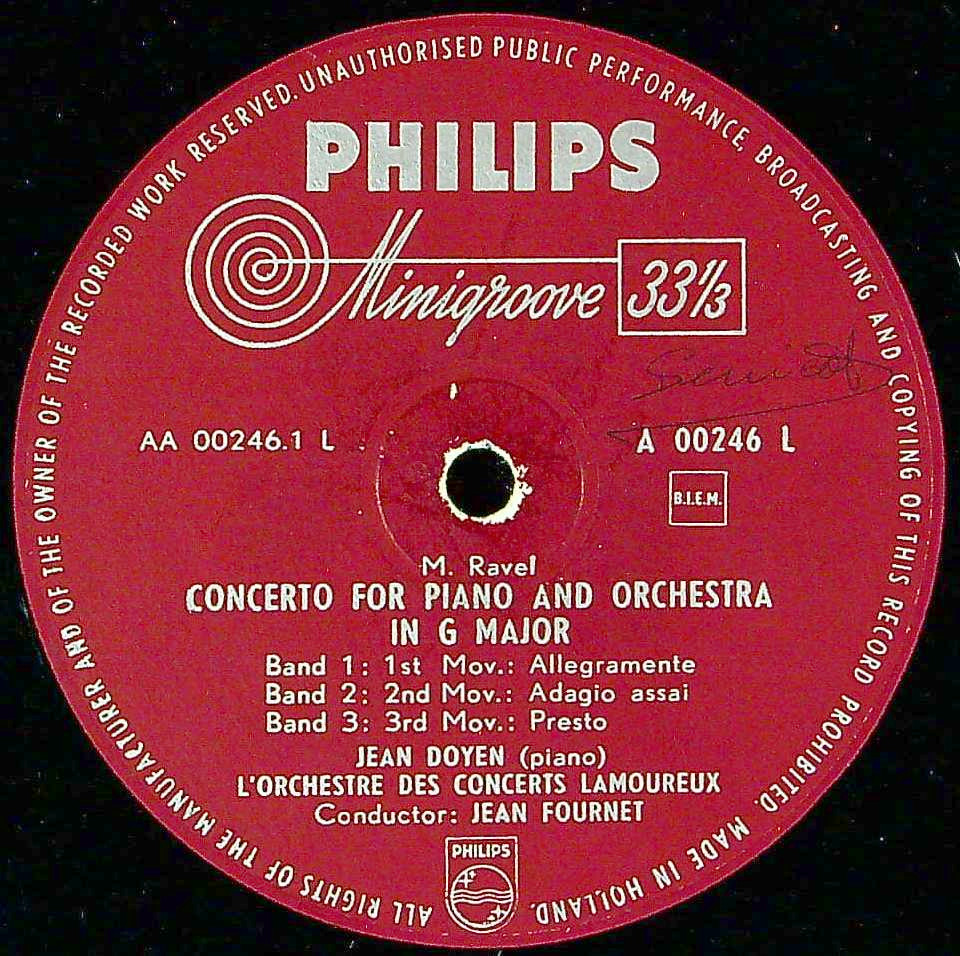 ALL RIGHTS OF THE MANUFACTURER AND OF THE OWNER OF THE RECORDED WORK RESERVED. UNAUTHORISED PUBLIC PERFORMANCE, BROADCASTING AND COPYING OF THIS RECORD PROHIBITED. MADE IN HOLLAND.
PHILIPS
Minigroove 33⅓
AA 00246.1 L
A 00246 L
B.I.E.M.
M. Ravel
CONCERTO FOR PIANO AND ORCHESTRA
IN G MAJOR
Band 1: 1st Mov.: Allegramente
Band 2: 2nd Mov.: Adagio assai
Band 3: 3rd Mov.: Presto
JEAN DOYEN (piano)
L'ORCHESTRE DES CONCERTS LAMOUREUX
Conductor: JEAN FOURNET
PHILIPS